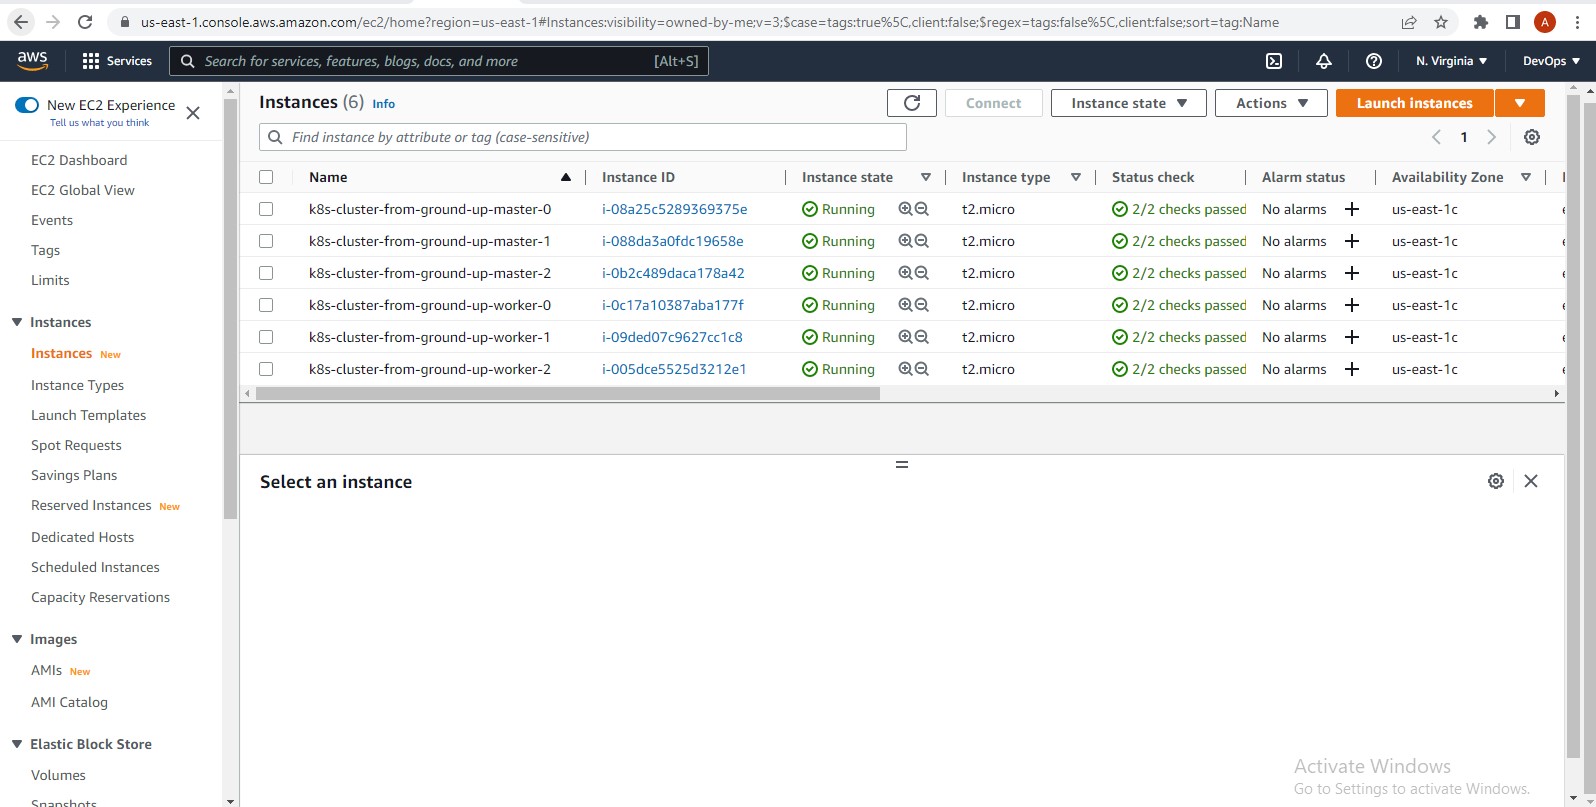 us-east-1.console.aws.amazon.com/ec2/home?region=us-east-1#Instances:visibility=owned-by-me;v=3;$case=tags:true%5C,client:false;$regex=tags:false%5C,client:false;sort=tag:Name
A
aws Services Search for services, features, blogs, docs, and more [Alt+S] N. Virginia DevOps
New EC2 Experience
Tell us what you think
EC2 Dashboard
EC2 Global View
Events
Tags
Limits
Instances
Instances New
Instance Types
Launch Templates
Spot Requests
Savings Plans
Reserved Instances New
Dedicated Hosts
Scheduled Instances
Capacity Reservations
Images
AMIs New
AMI Catalog
Elastic Block Store
Volumes
Snapshots
Instances (6) Info Connect Instance state Actions Launch instances
Find instance by attribute or tag (case-sensitive) 1
Name Instance ID Instance state Instance type Status check Alarm status Availability Zone
k8s-cluster-from-ground-up-master-0 i-08a25c5289369375e Running t2.micro 2/2 checks passed No alarms us-east-1c
k8s-cluster-from-ground-up-master-1 i-088da3a0fdc19658e Running t2.micro 2/2 checks passed No alarms us-east-1c
k8s-cluster-from-ground-up-master-2 i-0b2c489daca178a42 Running t2.micro 2/2 checks passed No alarms us-east-1c
k8s-cluster-from-ground-up-worker-0 i-0c17a10387aba177f Running t2.micro 2/2 checks passed No alarms us-east-1c
k8s-cluster-from-ground-up-worker-1 i-09ded07c9627cc1c8 Running t2.micro 2/2 checks passed No alarms us-east-1c
k8s-cluster-from-ground-up-worker-2 i-005dce5525d3212e1 Running t2.micro 2/2 checks passed No alarms us-east-1c
Select an instance
Activate Windows
Go to Settings to activate Windows.